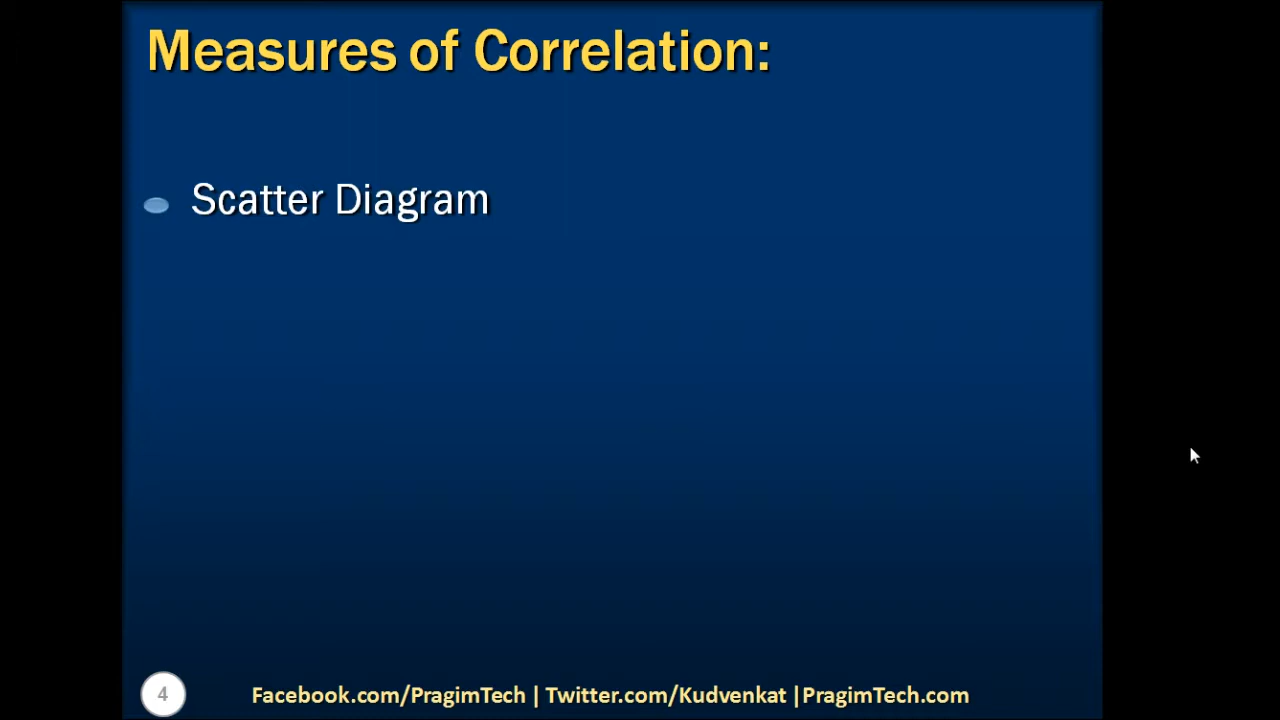 Measures of Correlation:
Scatter Diagram
4
Facebook.com/PragimTech | Twitter.com/Kudvenkat |PragimTech.com